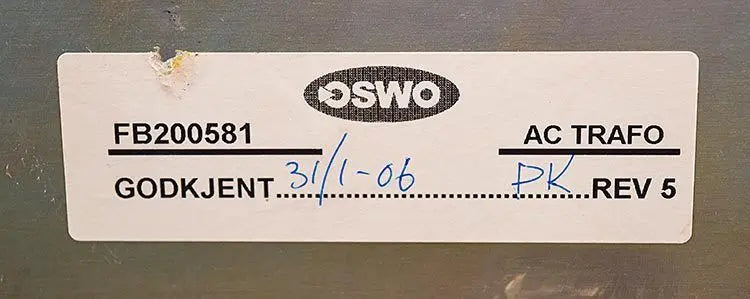 OSWO
FB200581 AC TRAFO
GODKJENT 31/1-06 PK REV 5